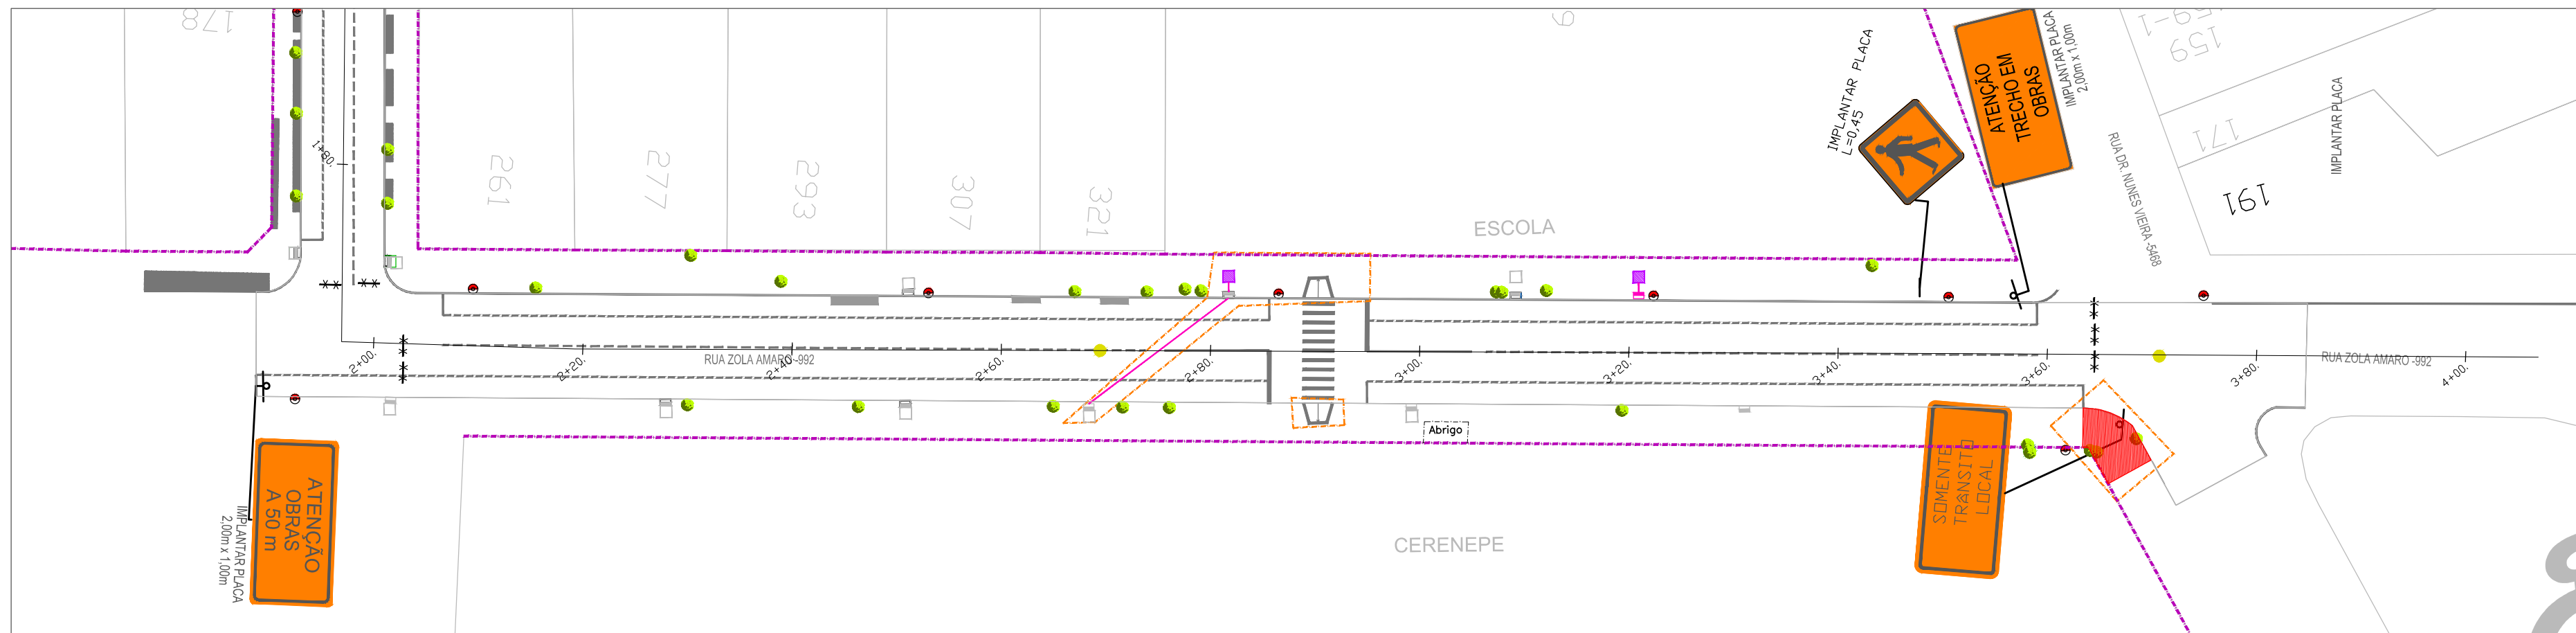 178
9
159-1
159
171
191
IMPLANTAR PLACA
IMPLANTAR PLACA
L=0,45
ATENÇÃO
TRECHO EM
OBRAS
IMPLANTAR PLACA
2,00m x 1,00m
RUA DR. NUNES VIEIRA -5468
1+80.
261
277
293
307
321
ESCOLA
RUA ZOLA AMARO -992
RUA ZOLA AMARO -992
2+00.
2+20.
2+40.
2+60.
2+80.
3+00.
3+20.
3+40.
3+60.
3+80.
4+00.
Abrigo
CERENEPE
ATENÇÃO
OBRAS
A 50 m
IMPLANTAR PLACA
2,00m x 1,00m
SOMENTE
TRÂNSITO
LOCAL